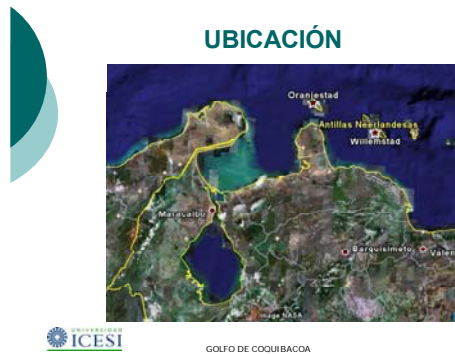 UBICACIÓN
Oranjestad
Antillas Neerlandesas
Willemstad
Maracaibo
Barquisimeto
Valen
Image NASA
UNIVERSIDAD
ICESI
GOLFO DE COQUIBACOA